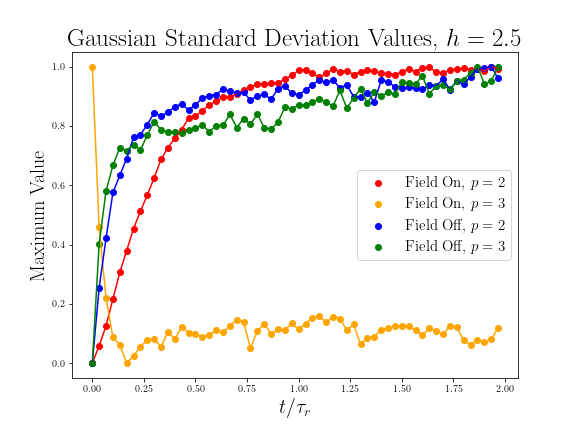 Gaussian Standard Deviation Values, h = 2.5
Maximum Value
1.0
0.8
0.6
0.4
0.2
0.0
Field On, p = 2
Field On, p = 3
Field Off, p = 2
Field Off, p = 3
0.00 0.25 0.50 0.75 1.00 1.25 1.50 1.75 2.00
t/τr